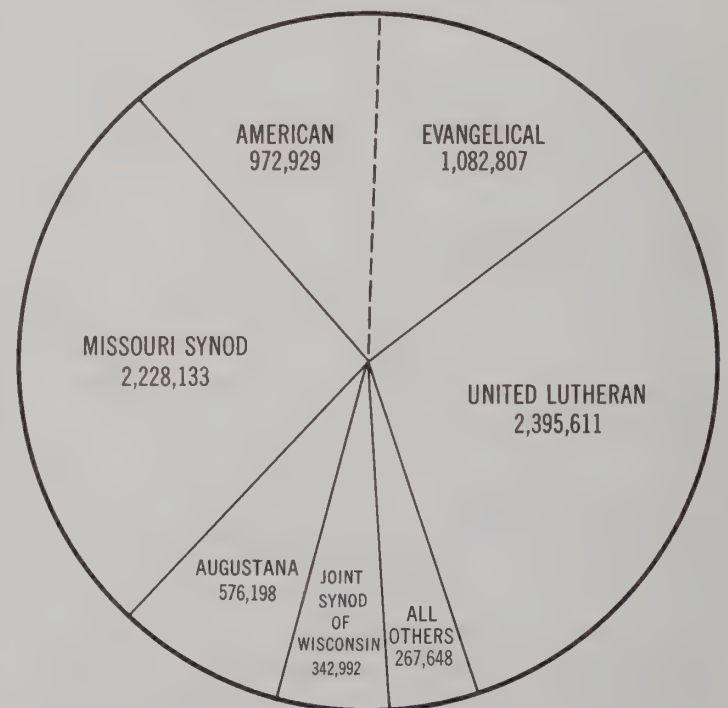 AMERICAN
972,929
EVANGELICAL
1,082,807
MISSOURI SYNOD
2,228,133
UNITED LUTHERAN
2,395,611
AUGUSTANA
576,198
JOINT
SYNOD
OF
WISCONSIN
342,992
ALL
OTHERS
267,648